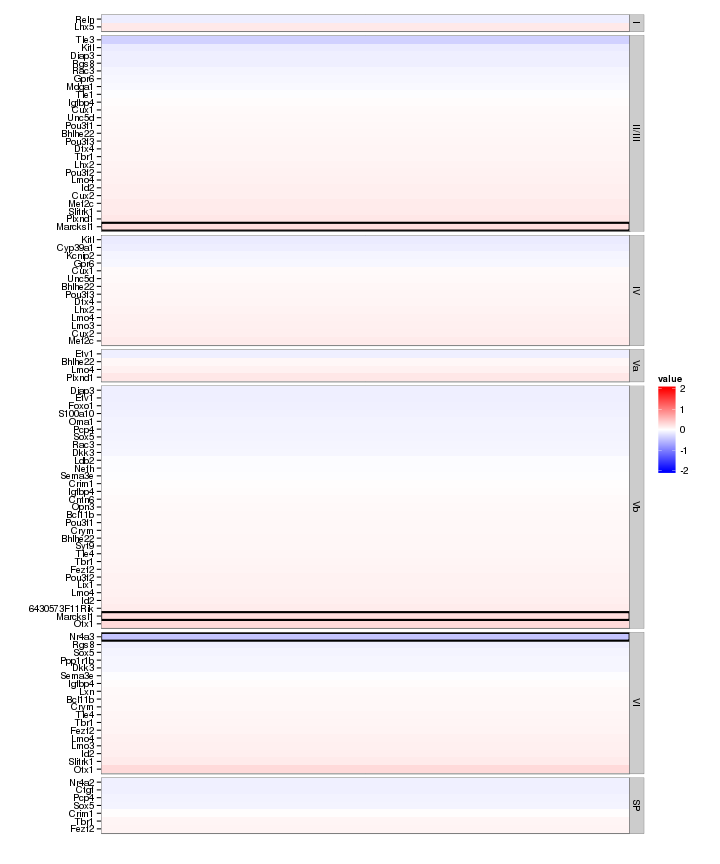 Reln
Lhx5
I
Tle3
Kitl
Diap3
Rgs8
Rac3
Gpr6
Mdga1
Tle1
Igfbp4
Cux1
Unc5d
Pou3f1
Bhlhe22
Pou3f3
Dtx4
Tbr1
Lhx2
Pou3f2
Lmo4
Id2
Cux2
Mef2c
Slitrk1
Plxnd1
Marcksl1
II/III
Kitl
Cyp39a1
Kcnip2
Gpr6
Cux1
Unc5d
Bhlhe22
Pou3f3
Dtx4
Lhx2
Lmo4
Lmo3
Cux2
Mef2c
IV
Etv1
Bhlhe22
Lmo4
Plxnd1
Va
Diap3
Etv1
Foxo1
S100a10
Oma1
Pcp4
Sox5
Rac3
Dkk3
Ldb2
Nefh
Sema3e
Crim1
Igfbp4
Cntn6
Opn3
Bcl11b
Pou3f1
Crym
Bhlhe22
Syt9
Tle4
Tbr1
Fezf2
Pou3f2
Lix1
Lmo4
Id2
6430573F11Rik
Marcksl1
Otx1
Vb
Nr4a3
Rgs8
Sox5
Ppp1r1b
Dkk3
Sema3e
Igfbp4
Lxn
Bcl11b
Crym
Tle4
Tbr1
Fezf2
Lmo4
Lmo3
Id2
Slitrk1
Otx1
VI
Nr4a2
Ctgf
Pcp4
Sox5
Crim1
Tbr1
Fezf2
SP
value
2
1
0
-1
-2